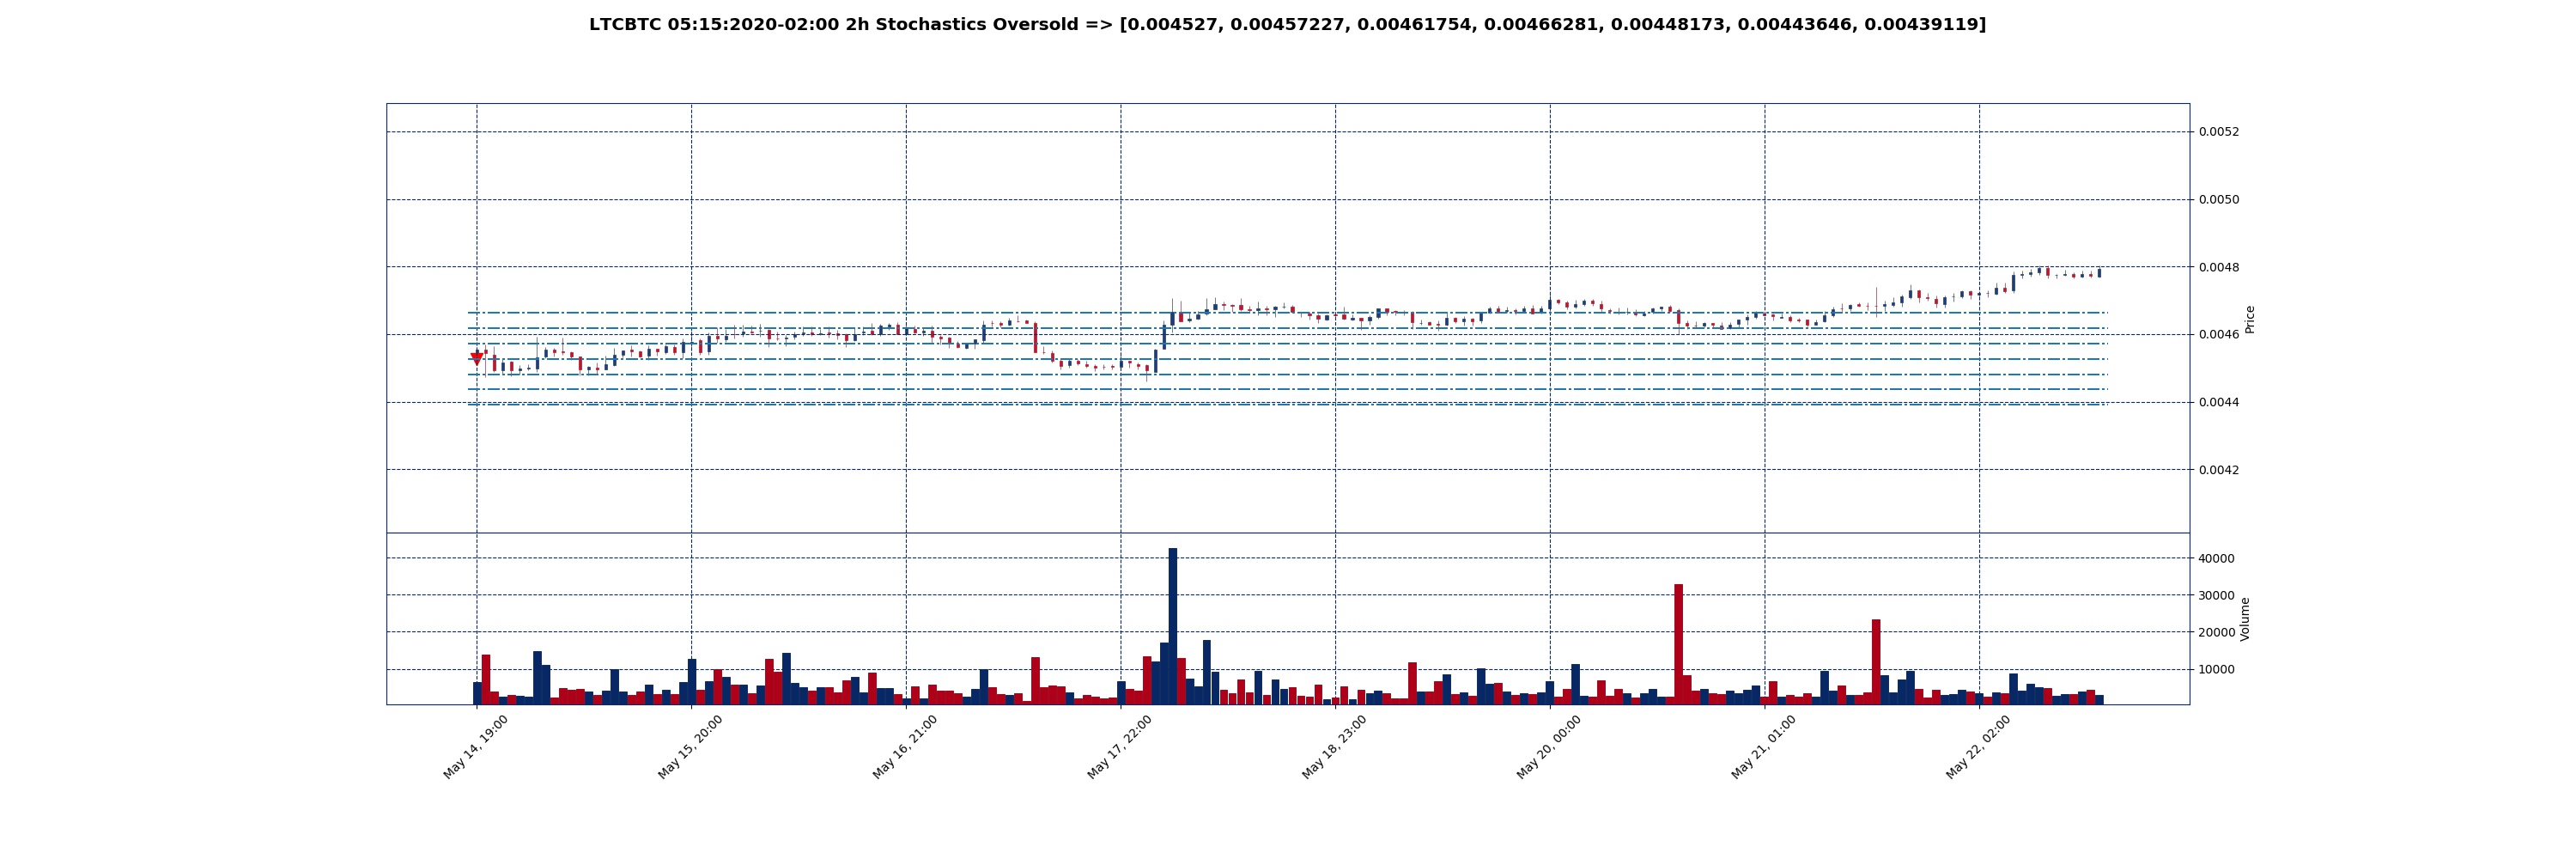 LTCBTC 05:15:2020-02:00 2h Stochastics Oversold => [0.004527, 0.00457227, 0.00461754, 0.00466281, 0.00448173, 0.00443646, 0.00439119]
0.0052
0.0050
0.0048
0.0046
0.0044
0.0042
Price
40000
30000
20000
10000
Volume
May 14, 19:00
May 15, 20:00
May 16, 21:00
May 17, 22:00
May 18, 23:00
May 20, 00:00
May 21, 01:00
May 22, 02:00